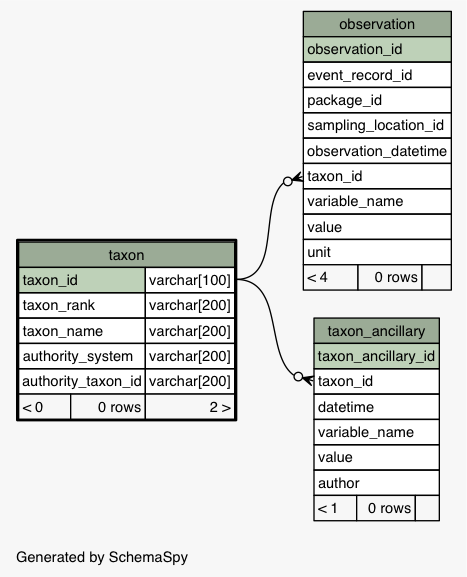 observation
observation_id
event_record_id
package_id
sampling_location_id
observation_datetime
taxon_id
variable_name
value
unit
< 4 0 rows
taxon
taxon_id varchar[100]
taxon_rank varchar[200]
taxon_name varchar[200]
authority_system varchar[200]
authority_taxon_id varchar[200]
< 0 0 rows 2 >
taxon_ancillary
taxon_ancillary_id
taxon_id
datetime
variable_name
value
author
< 1 0 rows
Generated by SchemaSpy